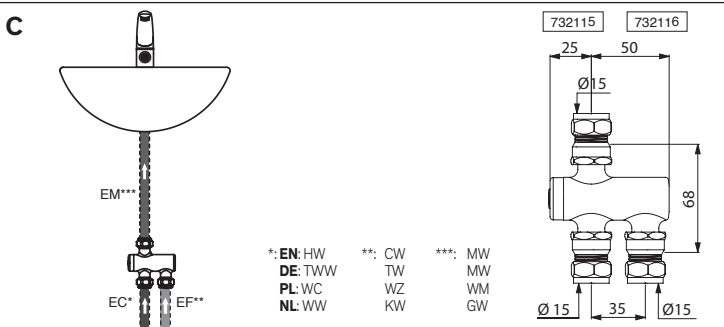 C
732115 732116
25 50
Ø15
EM***
68
*: EN: HW **: CW ***: MW
DE: TWW TW MW
PL: WC WZ WM
NL: WW KW GW
EC* EF**
Ø 15 35 Ø15